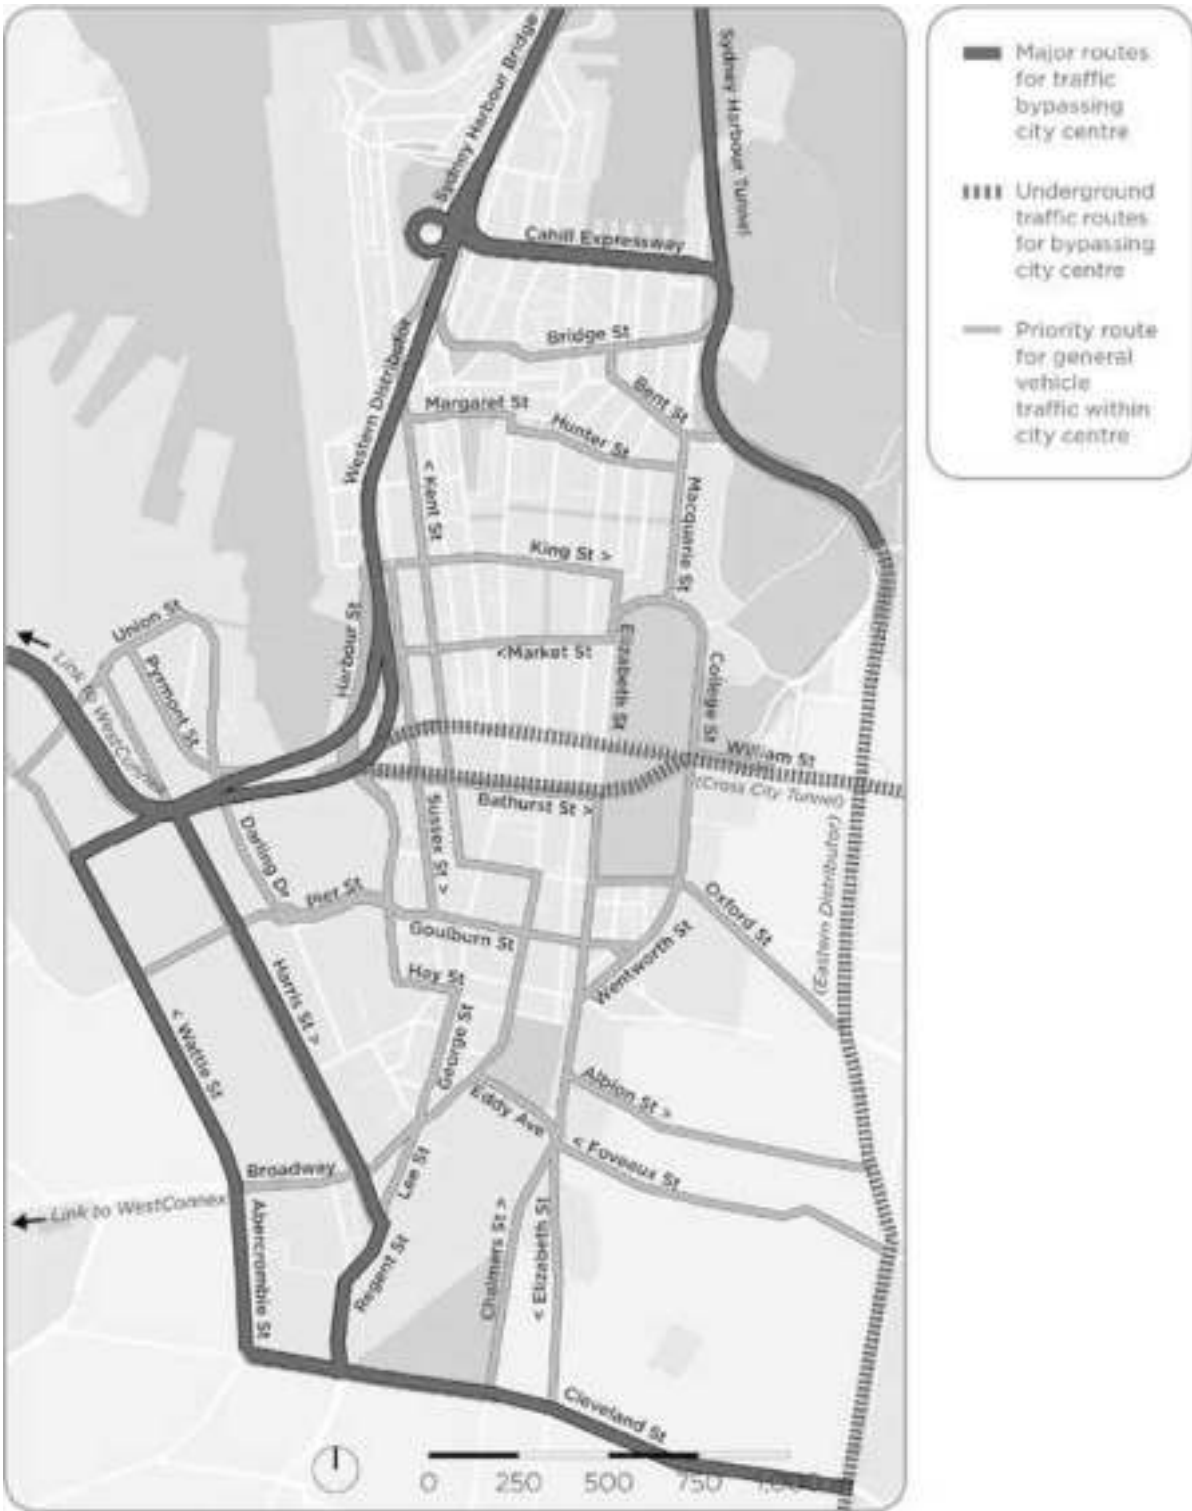 Sydney Harbour Bridge
Sydney Harbour Tunnel
Cahill Expressway
Western Distributor
Bridge St
Bent St
Margaret St
Hunter St
< Kent St
Macquarie St
King St >
Union St
Harbour St
<Market St
Elizabeth St
College St
Link to WestConnex
Pyrmont St
William St
(Cross City Tunnel)
Bathurst St >
Sussex St >
Darling Dr
Pier St
Goulburn St
Oxford St
(Eastern Distributor)
Wentworth St
Hay St
Harris St >
George St
< Wattle St
Eddy Ave
Albion St >
< Foveaux St
Broadway
Lee St
Link to WestConnex
Abercrombie St
Regent St
Chalmers St >
< Elizabeth St
Cleveland St
0 250 500 750
Major routes
for traffic
bypassing
city centre
Underground
traffic routes
for bypassing
city centre
Priority route
for general
vehicle
traffic within
city centre